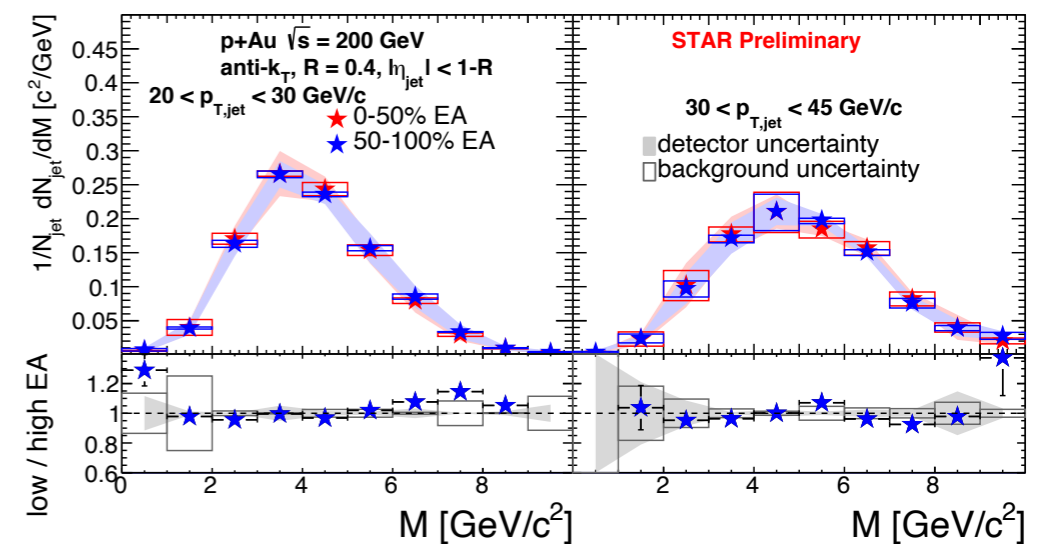 1/N_jet dN_jet/dM [c²/GeV]
0.45
0.4
0.35
0.3
0.25
0.2
0.15
0.1
0.05
p+Au √s = 200 GeV
anti-k_T, R = 0.4, |η_jet| < 1-R
20 < p_T,jet < 30 GeV/c
0-50% EA
50-100% EA
STAR Preliminary
30 < p_T,jet < 45 GeV/c
detector uncertainty
background uncertainty
low / high EA
1.2
1
0.8
0.6
0 2 4 6 8
2 4 6 8
M [GeV/c²]
M [GeV/c²]